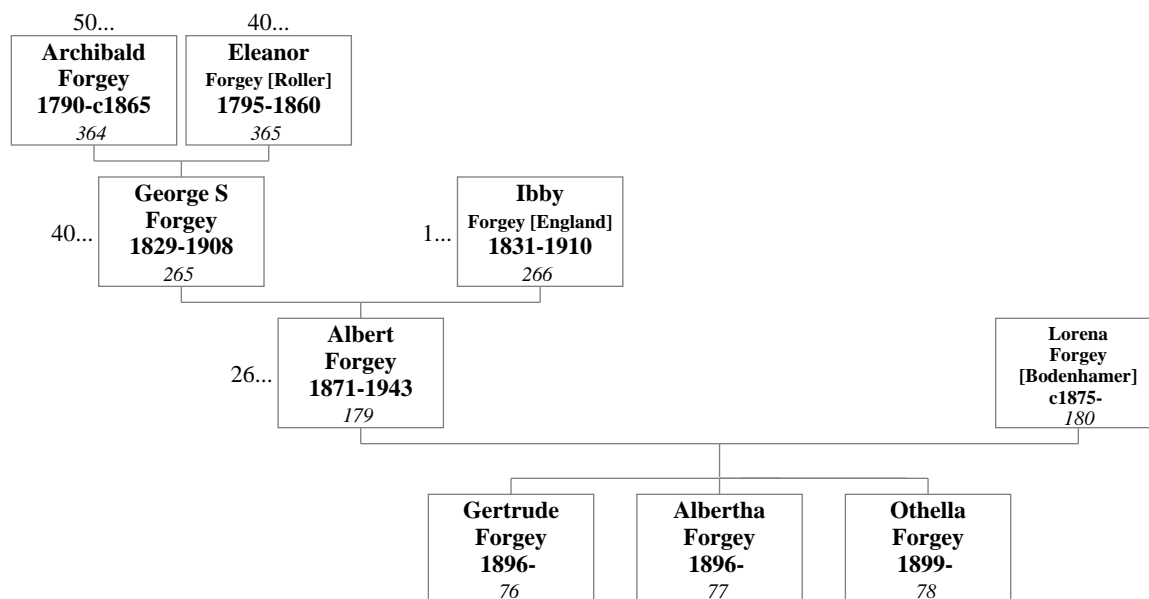 50...
40...
Archibald
Forgey
1790-c1865
364
Eleanor
Forgey [Roller]
1795-1860
365
40...
George S
Forgey
1829-1908
265
1...
Ibby
Forgey [England]
1831-1910
266
26...
Albert
Forgey
1871-1943
179
Lorena
Forgey
[Bodenhamer]
c1875-
180
Gertrude
Forgey
1896-
76
Albertha
Forgey
1896-
77
Othella
Forgey
1899-
78